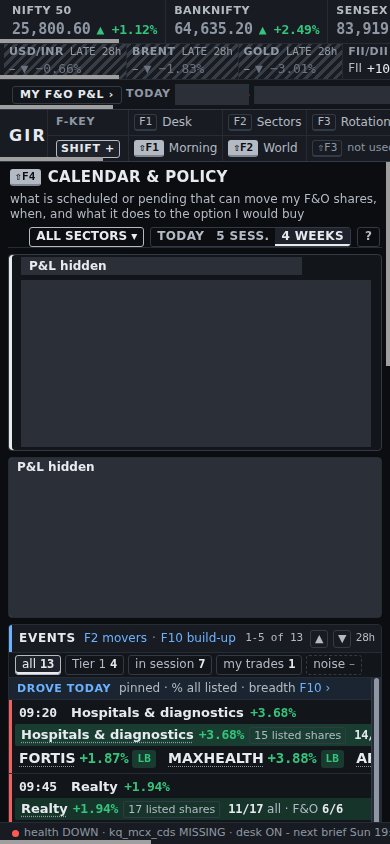 NIFTY 50 BANKNIFTY SENSEX
25,800.60 ▲ +1.12% 64,635.20 ▲ +2.49% 83,919
USD/INR LATE 28h BRENT LATE 28h GOLD LATE 28h FII/DII
– ▼ −0.66% – ▼ −1.83% – ▼ −3.01% FII +10
MY F&O P&L › TODAY
GIR F-KEY F1 Desk F2 Sectors F3 Rotation
SHIFT + ⇧F1 Morning ⇧F2 World ⇧F3 not used
⇧F4 CALENDAR & POLICY
what is scheduled or pending that can move my F&O shares,
when, and what it does to the option I would buy
ALL SECTORS ▾ TODAY 5 SESS. 4 WEEKS ?
P&L hidden
P&L hidden
EVENTS F2 movers · F10 build-up 1-5 of 13 ▲ ▼ 28h
all 13 Tier 1 4 in session 7 my trades 1 noise –
DROVE TODAY pinned · % all listed · breadth F10 ›
09:20 Hospitals & diagnostics +3.68%
Hospitals & diagnostics +3.68% 15 listed shares 14/
FORTIS +1.87% LB MAXHEALTH +3.88% LB
09:45 Realty +1.94%
Realty +1.94% 17 listed shares 11/17 all · F&O 6/6
● health DOWN · kq_mcx_cds MISSING · desk ON - next brief Sun 19: